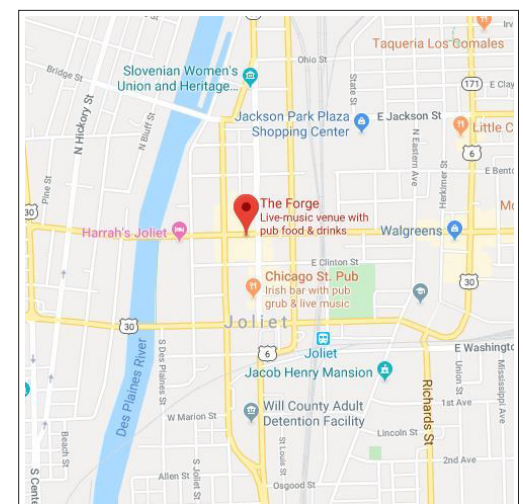 Irv
Taqueria Los Comales
Ohio St
Bridge St
Slovenian Women's
Union and Heritage...
State St
171
E Clay
N Hickory St
N Bluff St
Jackson Park Plaza
Shopping Center
E Jackson St
Little C
N Eastern Ave
6
Herkimer St
E Bento
Pine St
The Forge
Live-music venue with
pub food & drinks
Mc
30
Harrah's Joliet
Walgreens
E Clinton St
Chicago St. Pub
Irish bar with pub
grub & live music
30
30
Joliet
6
Joliet
E Washingto
Des Plaines River
S Des Plaines St
Jacob Henry Mansion
Richards St
Union St
Mississippi Ave
1st Ave
W Marion St
Will County Adult
Detention Facility
Lincoln St
Beach St
St Louis St
2nd Ave
S Cente
Allen St
S Joliet St
Osgood St